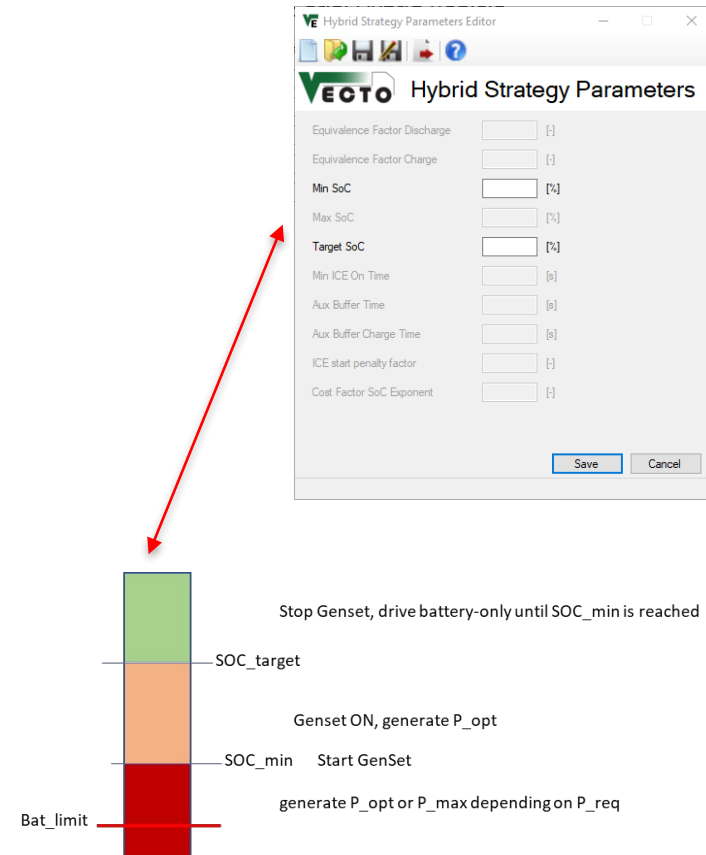 VE Hybrid Strategy Parameters Editor
VECTO Hybrid Strategy Parameters
Equivalence Factor Discharge [-]
Equivalence Factor Charge [-]
Min SoC [%]
Max SoC [%]
Target SoC [%]
Min ICE On Time [s]
Aux Buffer Time [s]
Aux Buffer Charge Time [s]
ICE start penalty factor [-]
Cost Factor SoC Exponent [-]
Save Cancel
Stop Genset, drive battery-only until SOC_min is reached
SOC_target
Genset ON, generate P_opt
SOC_min Start GenSet
generate P_opt or P_max depending on P_req
Bat_limit